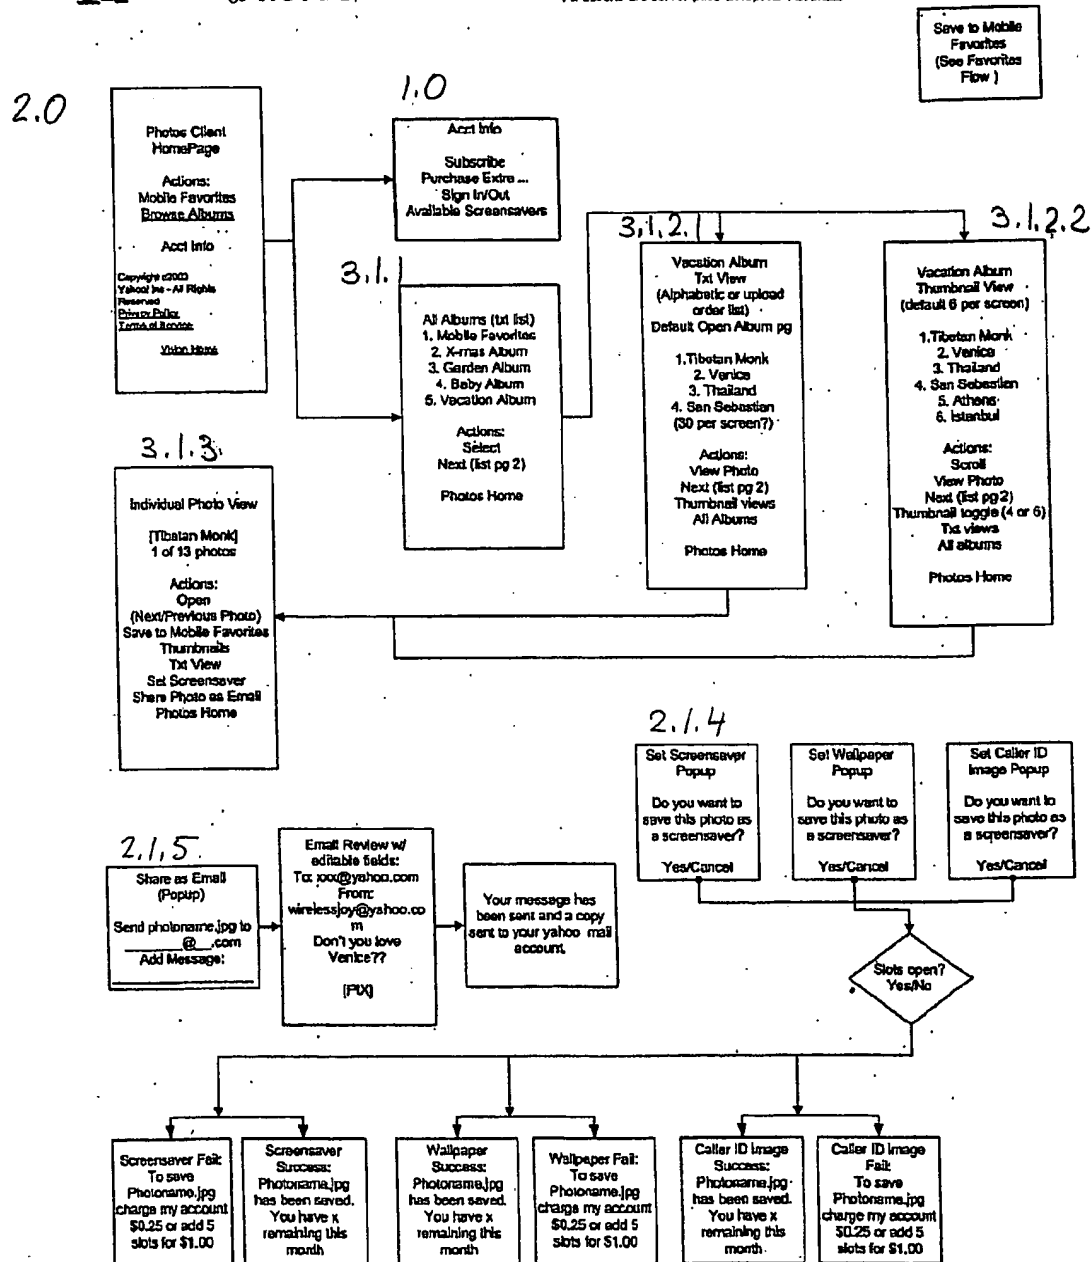 Save to Mobile
Favorites
(See Favorites
Flow )
2.0
Photos Client
HomePage
Actions:
Mobile Favorites
Browse Albums
Acct Info
Copyright c2003
Yahoo! Inc - All Rights
Reserved
Privacy Policy
Terms of Service
Vision Home
1.0
Acct Info
Subscribe
Purchase Extra ...
Sign In/Out
Available Screensavers
3.1.1
All Albums (txt list)
1. Mobile Favorites
2. X-mas Album
3. Garden Album
4. Baby Album
5. Vacation Album
Actions:
Select
Next (list pg 2)
Photos Home
3.1.2.1
Vacation Album
Txt View
(Alphabetic or upload
order list)
Default Open Album pg
1.Tibetan Monk
2. Venice
3. Thailand
4. San Sebastian
(30 per screen?)
Actions:
View Photo
Next (list pg 2)
Thumbnail views
All Albums
Photos Home
3.1.2.2
Vacation Album
Thumbnail View
(default 6 per screen)
1.Tibetan Monk
2. Venice
3. Thailand
4. San Sebastian
5. Athens
6. Istanbul
Actions:
Scroll
View Photo
Next (list pg 2)
Thumbnail toggle (4 or 6)
Txt views
All albums
Photos Home
3.1.3.
Individual Photo View
[Tibetan Monk]
1 of 13 photos
Actions:
Open
(Next/Previous Photo)
Save to Mobile Favorites
Thumbnails
Txt View
Set Screensaver
Share Photo as Email
Photos Home
2.1.4
Set Screensaver
Popup
Do you want to
save this photo as
a screensaver?
Yes/Cancel
Set Wallpaper
Popup
Do you want to
save this photo as
a screensaver?
Yes/Cancel
Set Caller ID
Image Popup
Do you want to
save this photo as
a screensaver?
Yes/Cancel
2.1.5.
Share as Email
(Popup)
Send photoname.jpg to
______@__.com
Add Message:
Email Review w/
editable fields:
To: xxx@yahoo.com
From:
wirelessjoy@yahoo.co
m
Don't you love
Venice??
[PIX]
Your message has
been sent and a copy
sent to your yahoo mail
account.
Slots open?
Yes/No
Screensaver Fail:
To save
Photoname.jpg
charge my account
$0.25 or add 5
slots for $1.00
Screensaver
Success:
Photoname.jpg
has been saved.
You have x
remaining this
month
Wallpaper
Success:
Photoname.jpg
has been saved.
You have x
remaining this
month
Wallpaper Fail:
To save
Photoname.jpg
charge my account
$0.25 or add 5
slots for $1.00
Caller ID Image
Success:
Photoname.jpg
has been saved.
You have x
remaining this
month
Caller ID Image
Fail:
To save
Photoname.jpg
charge my account
$0.25 or add 5
slots for $1.00